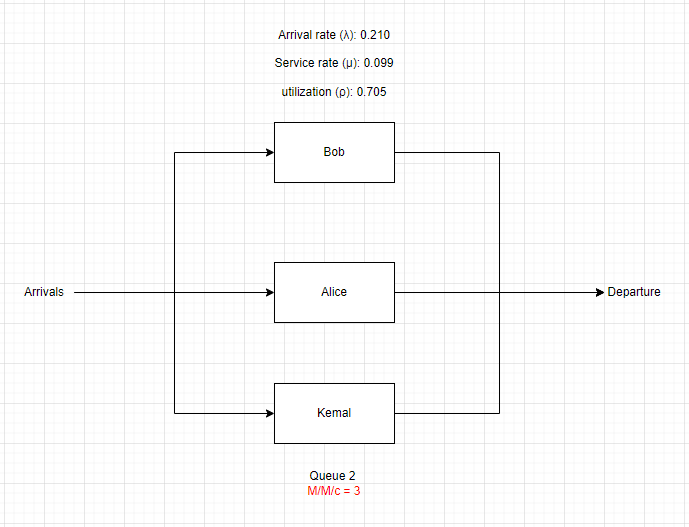 Arrival rate (λ): 0.210
Service rate (μ): 0.099
utilization (ρ): 0.705
Bob
Arrivals
Alice
Departure
Kemal
Queue 2
M/M/c = 3